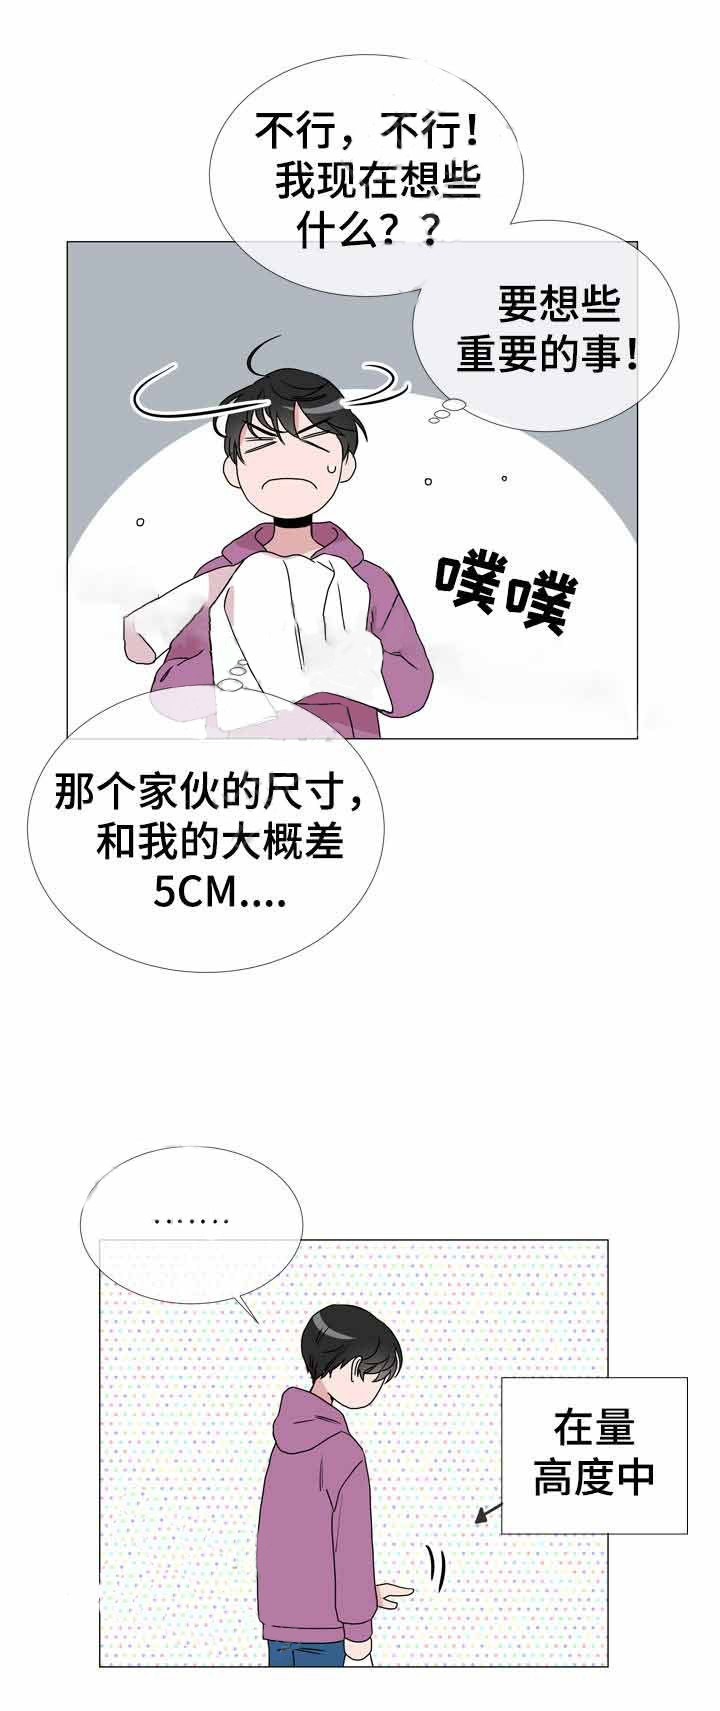 不行，不行！
我现在想些
什么？？
要想些
重要的事！
噗噗
那个家伙的尺寸，
和我的大概差
5CM....
.......
在量
高度中